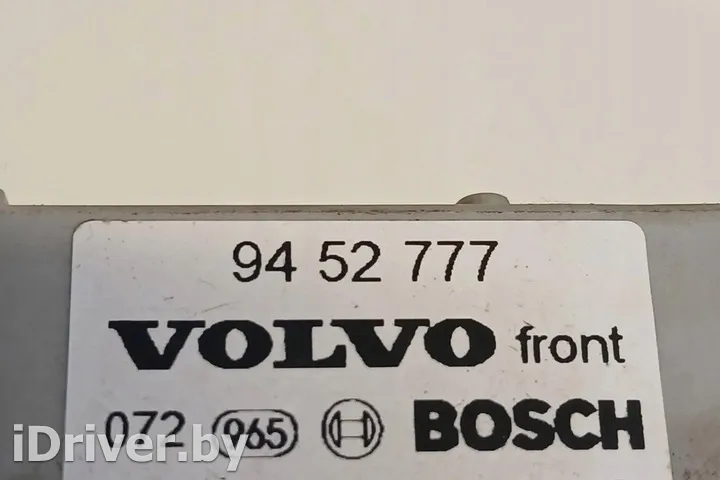 94 52 777
VOLVO front
072 965 BOSCH
iDriver.by